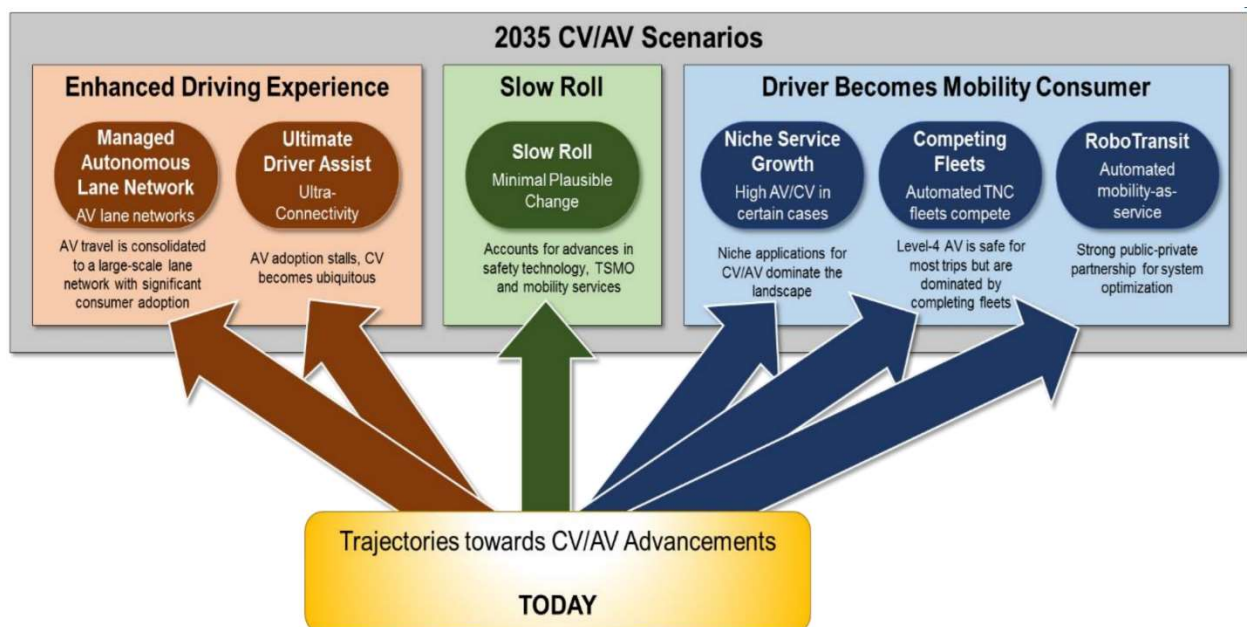 2035 CV/AV Scenarios
Enhanced Driving Experience
Managed
Autonomous
Lane Network
AV lane networks
AV travel is consolidated
to a large-scale lane
network with significant
consumer adoption
Ultimate
Driver Assist
Ultra-
Connectivity
AV adoption stalls, CV
becomes ubiquitous
Slow Roll
Slow Roll
Minimal Plausible
Change
Accounts for advances in
safety technology, TSMO
and mobility services
Driver Becomes Mobility Consumer
Niche Service
Growth
High AV/CV in
certain cases
Niche applications for
CV/AV dominate the
landscape
Competing
Fleets
Automated TNC
fleets compete
Level-4 AV is safe for
most trips but are
dominated by
completing fleets
RoboTransit
Automated
mobility-as-
service
Strong public-private
partnership for system
optimization
Trajectories towards CV/AV Advancements
TODAY